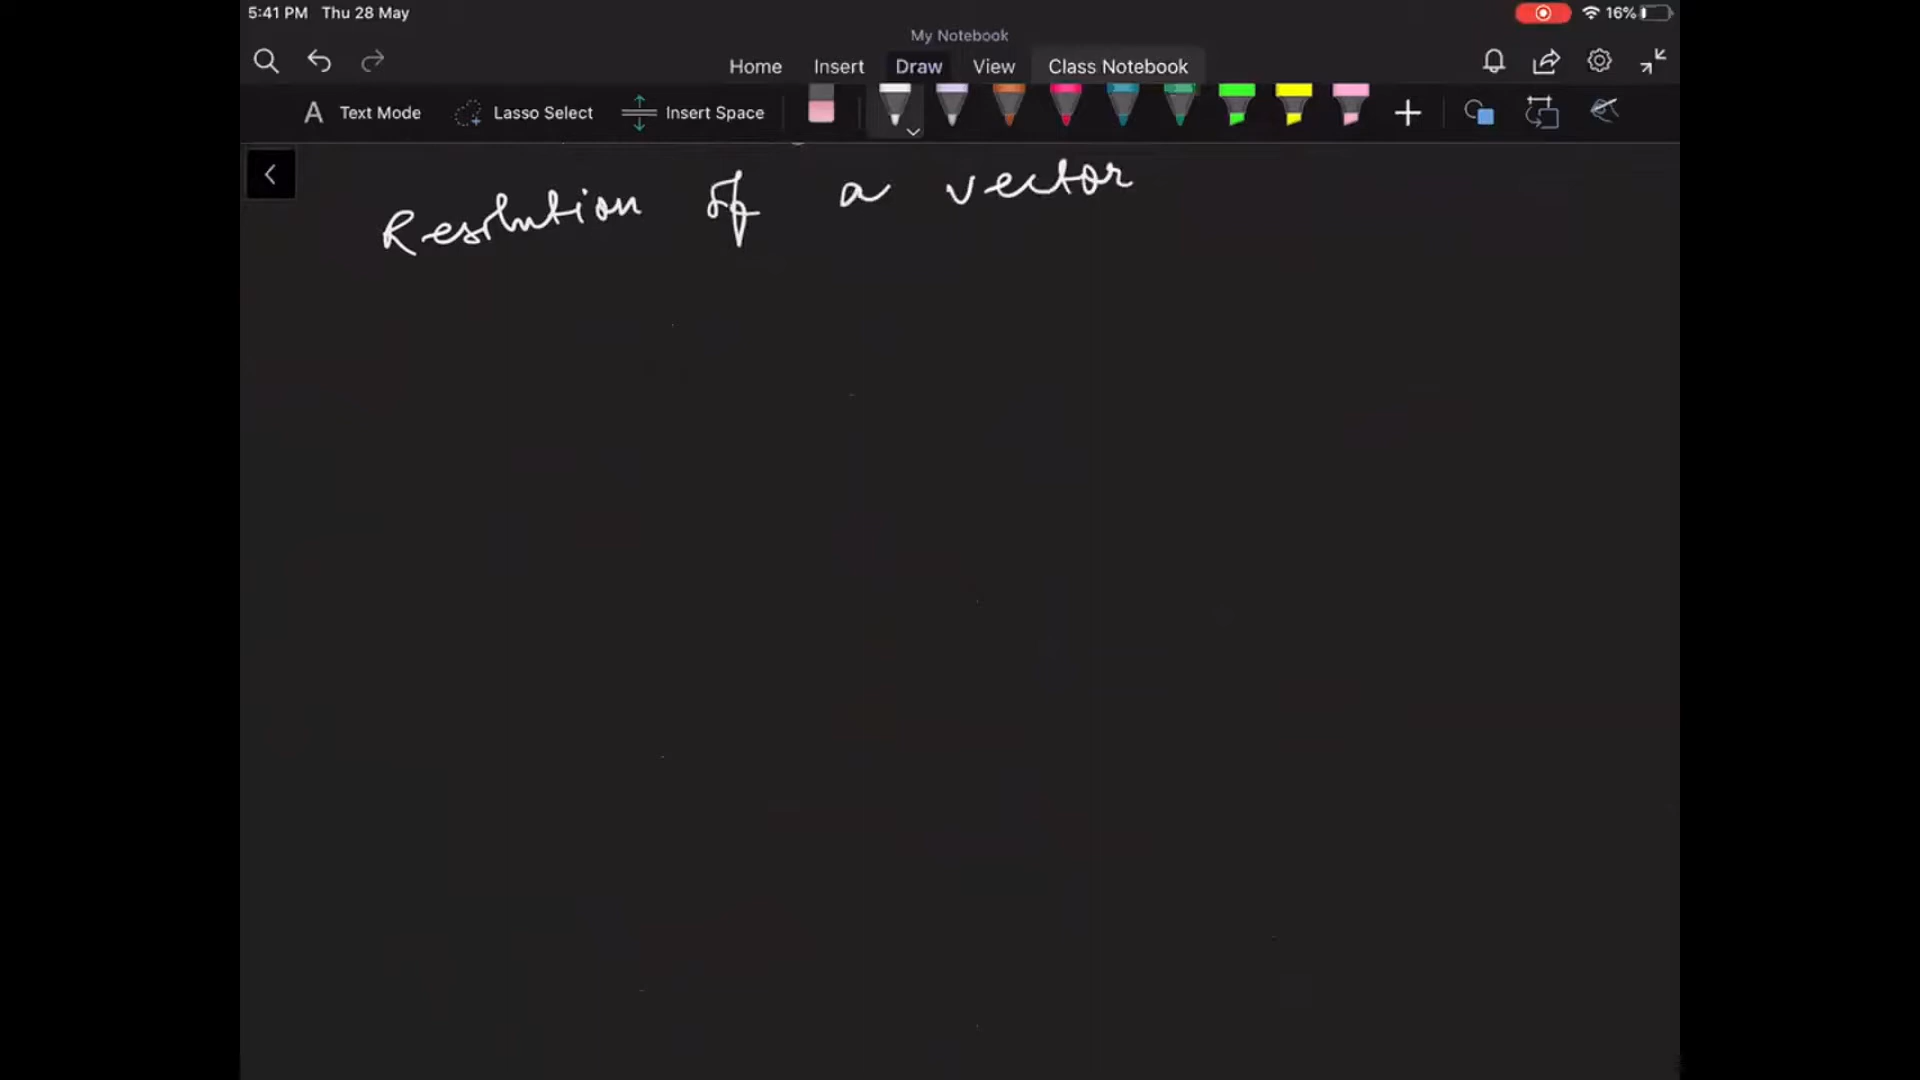 5:41 PM Thu 28 May 16%
My Notebook
Home Insert Draw View Class Notebook
A Text Mode Lasso Select Insert Space
Resolution of a vector